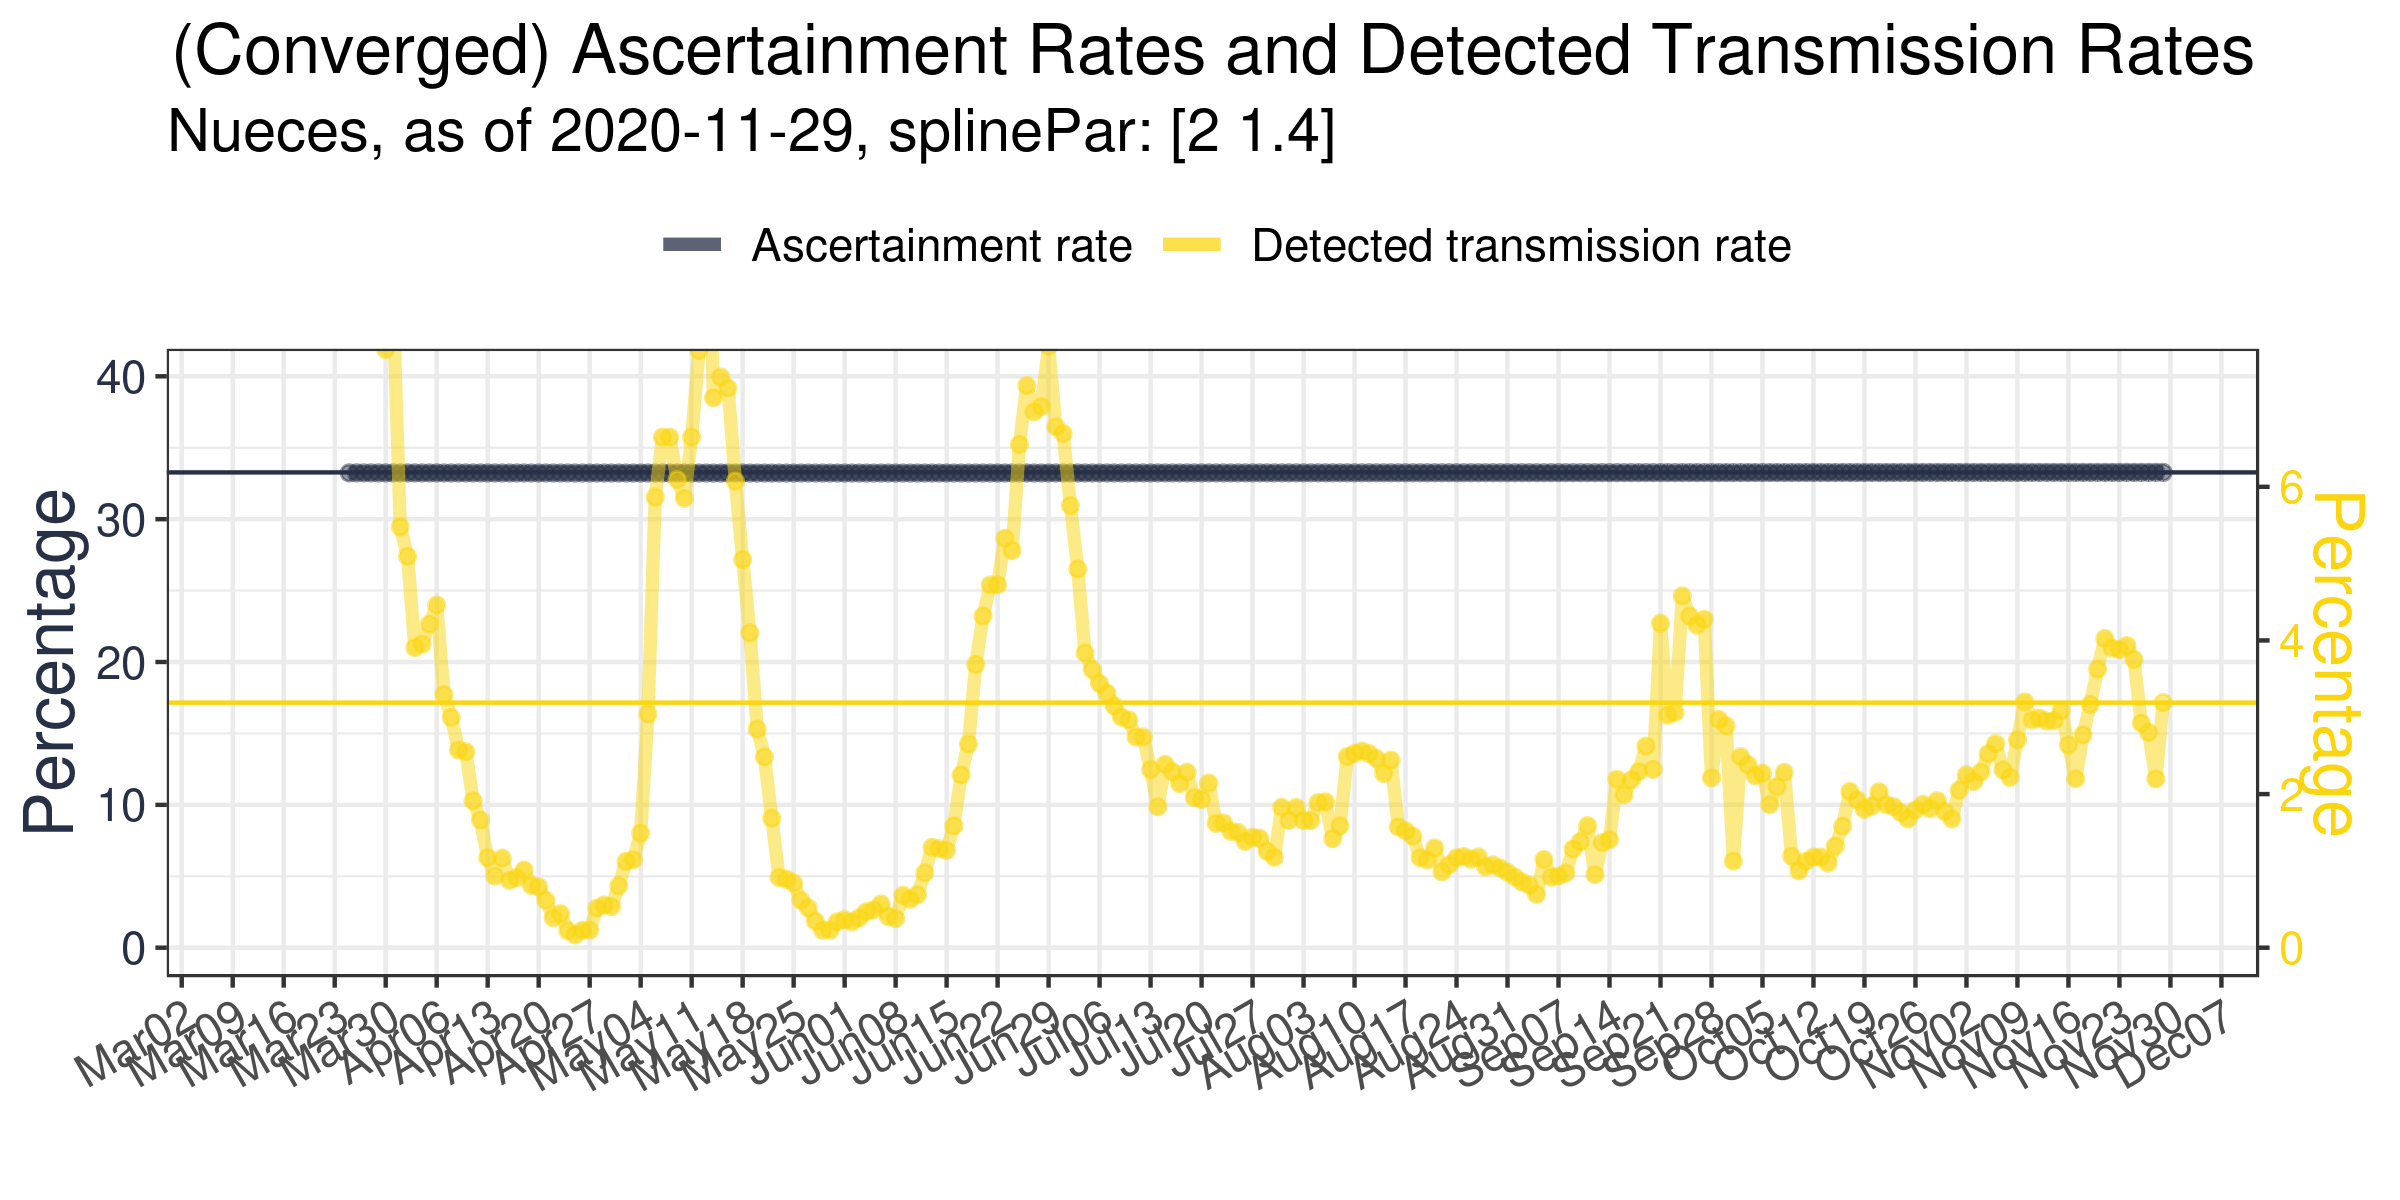 (Converged) Ascertainment Rates and Detected Transmission Rates
Nueces, as of 2020-11-29, splinePar: [2 1.4]
Ascertainment rate
Detected transmission rate
Percentage
40
30
20
10
0
6
4
2
0
Percentage
Mar02
Mar09
Mar16
Mar23
Mar30
Apr06
Apr13
Apr20
Apr27
May04
May11
May18
May25
Jun01
Jun08
Jun15
Jun22
Jun29
Jul06
Jul13
Jul20
Jul27
Aug03
Aug10
Aug17
Aug24
Aug31
Sep07
Sep14
Sep21
Sep28
Oct05
Oct12
Oct19
Oct26
Nov02
Nov09
Nov16
Nov23
Nov30
Dec07